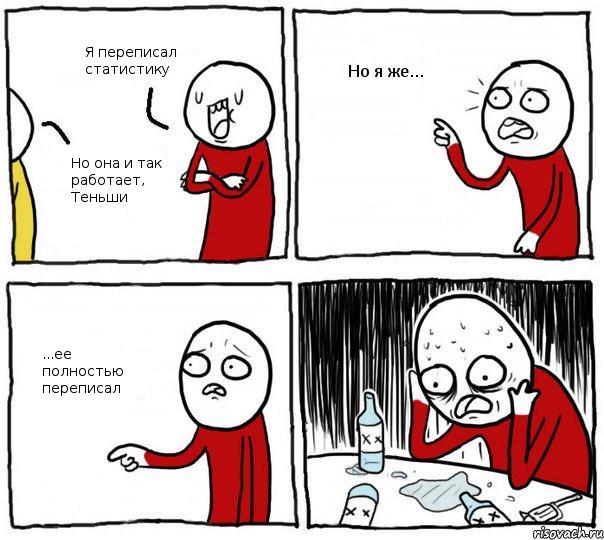 Я переписал
статистику
Но она и так
работает,
Теньши
Но я же...
...ее
полностью
переписал
x x
x x
x x
risovach.ru